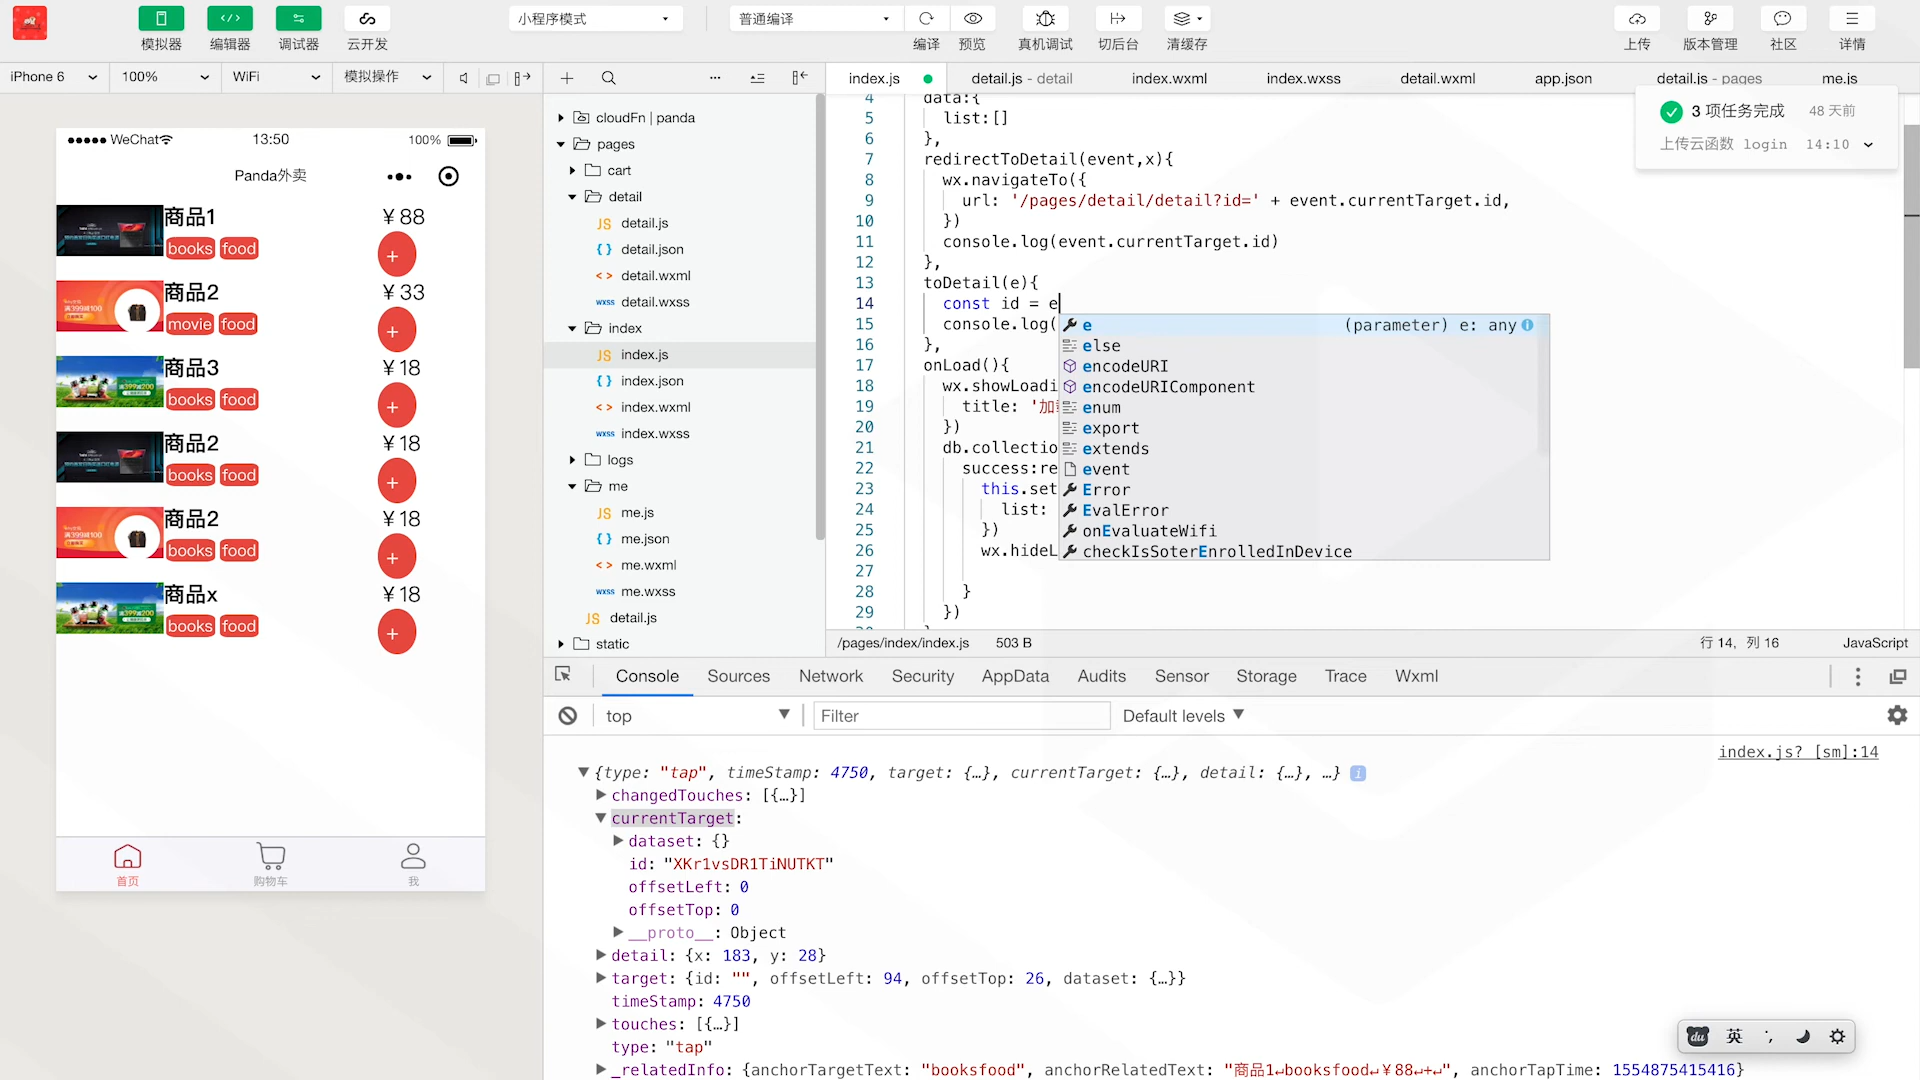 模拟器 编辑器 调试器 云开发
小程序模式
普通编译
编译 预览 真机调试 切后台 清缓存
上传 版本管理 社区 详情
iPhone 6 100% WiFi 模拟操作
WeChat 13:50 100%
Panda外卖
商品1 ￥88
books food
+
商品2 ￥33
movie food
+
商品3 ￥18
books food
+
商品2 ￥18
books food
+
商品2 ￥18
books food
+
商品x ￥18
books food
+
首页 购物车 我
cloudFn | panda
pages
cart
detail
JS detail.js
{ } detail.json
< > detail.wxml
wxss detail.wxss
index
JS index.js
{ } index.json
< > index.wxml
wxss index.wxss
logs
me
JS me.js
{ } me.json
< > me.wxml
wxss me.wxss
JS detail.js
static
index.js detail.js - detail index.wxml index.wxss detail.wxml app.json detail.js - pages me.js
3 项任务完成 48 天前
上传云函数 login 14:10
4 data:{
5 list:[]
6 },
7 redirectToDetail(event,x){
8 wx.navigateTo({
9 url: '/pages/detail/detail?id=' + event.currentTarget.id,
10 })
11 console.log(event.currentTarget.id)
12 },
13 toDetail(e){
14 const id = e
15 console.log(
16 },
17 onLoad(){
18 wx.showLoadi
19 title: '加
20 })
21 db.collectio
22 success:re
23 this.set
24 list:
25 })
26 wx.hideL
27
28 }
29 })
e (parameter) e: any
else
encodeURI
encodeURIComponent
enum
export
extends
event
Error
EvalError
onEvaluateWifi
checkIsSoterEnrolledInDevice
/pages/index/index.js 503 B 行 14，列 16 JavaScript
Console Sources Network Security AppData Audits Sensor Storage Trace Wxml
top Filter Default levels
index.js? [sm]:14
{type: "tap", timeStamp: 4750, target: {…}, currentTarget: {…}, detail: {…}, …}
changedTouches: [{…}]
currentTarget:
dataset: {}
id: "XKr1vsDR1TiNUTKT"
offsetLeft: 0
offsetTop: 0
__proto__: Object
detail: {x: 183, y: 28}
target: {id: "", offsetLeft: 94, offsetTop: 26, dataset: {…}}
timeStamp: 4750
touches: [{…}]
type: "tap"
_relatedInfo: {anchorTargetText: "booksfood", anchorRelatedText: "商品1↵booksfood↵￥88↵+↵", anchorTapTime: 1554875415416}
du 英